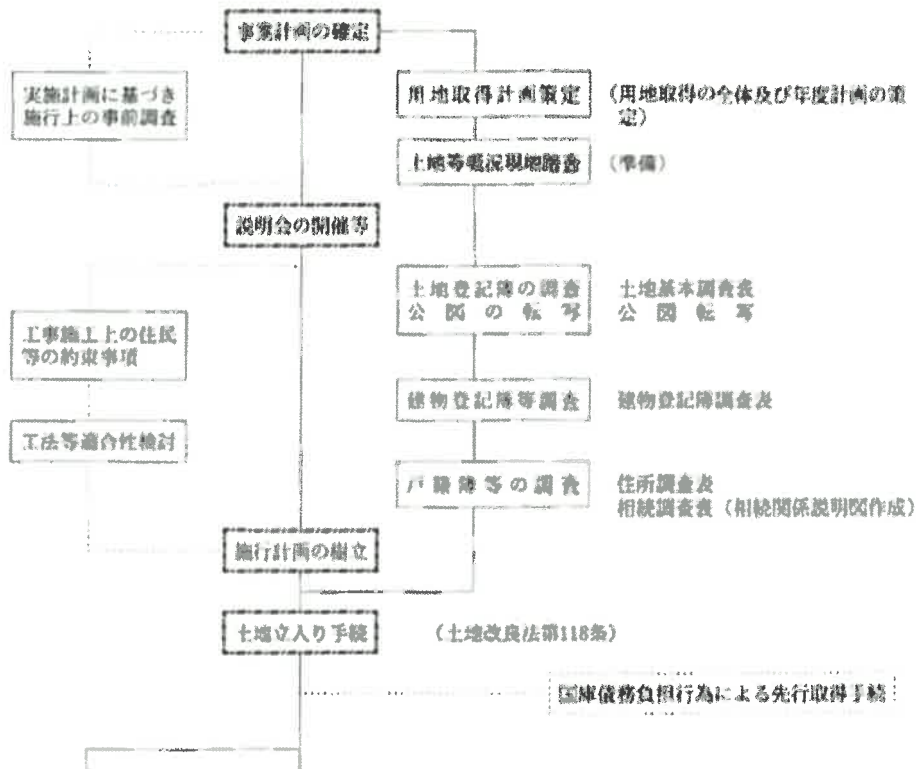 事業計画の確定
実施計画に基づき
施行上の事前調査
用地取得計画策定
(用地取得の全体及び年度計画の策
定)
土地等概況現地踏査
(準備)
説明会の開催等
土地登記簿の調査
公図の転写
土地基本調査表
公図転写
工事施工上の住民
等の約束事項
建物登記簿等調査
建物登記簿調査表
工法等適合性検討
戸籍簿等の調査
住所調査表
相続調査表(相続関係説明図作成)
施行計画の樹立
土地立入り手続
(土地改良法第118条)
国庫債務負担行為による先行取得手続